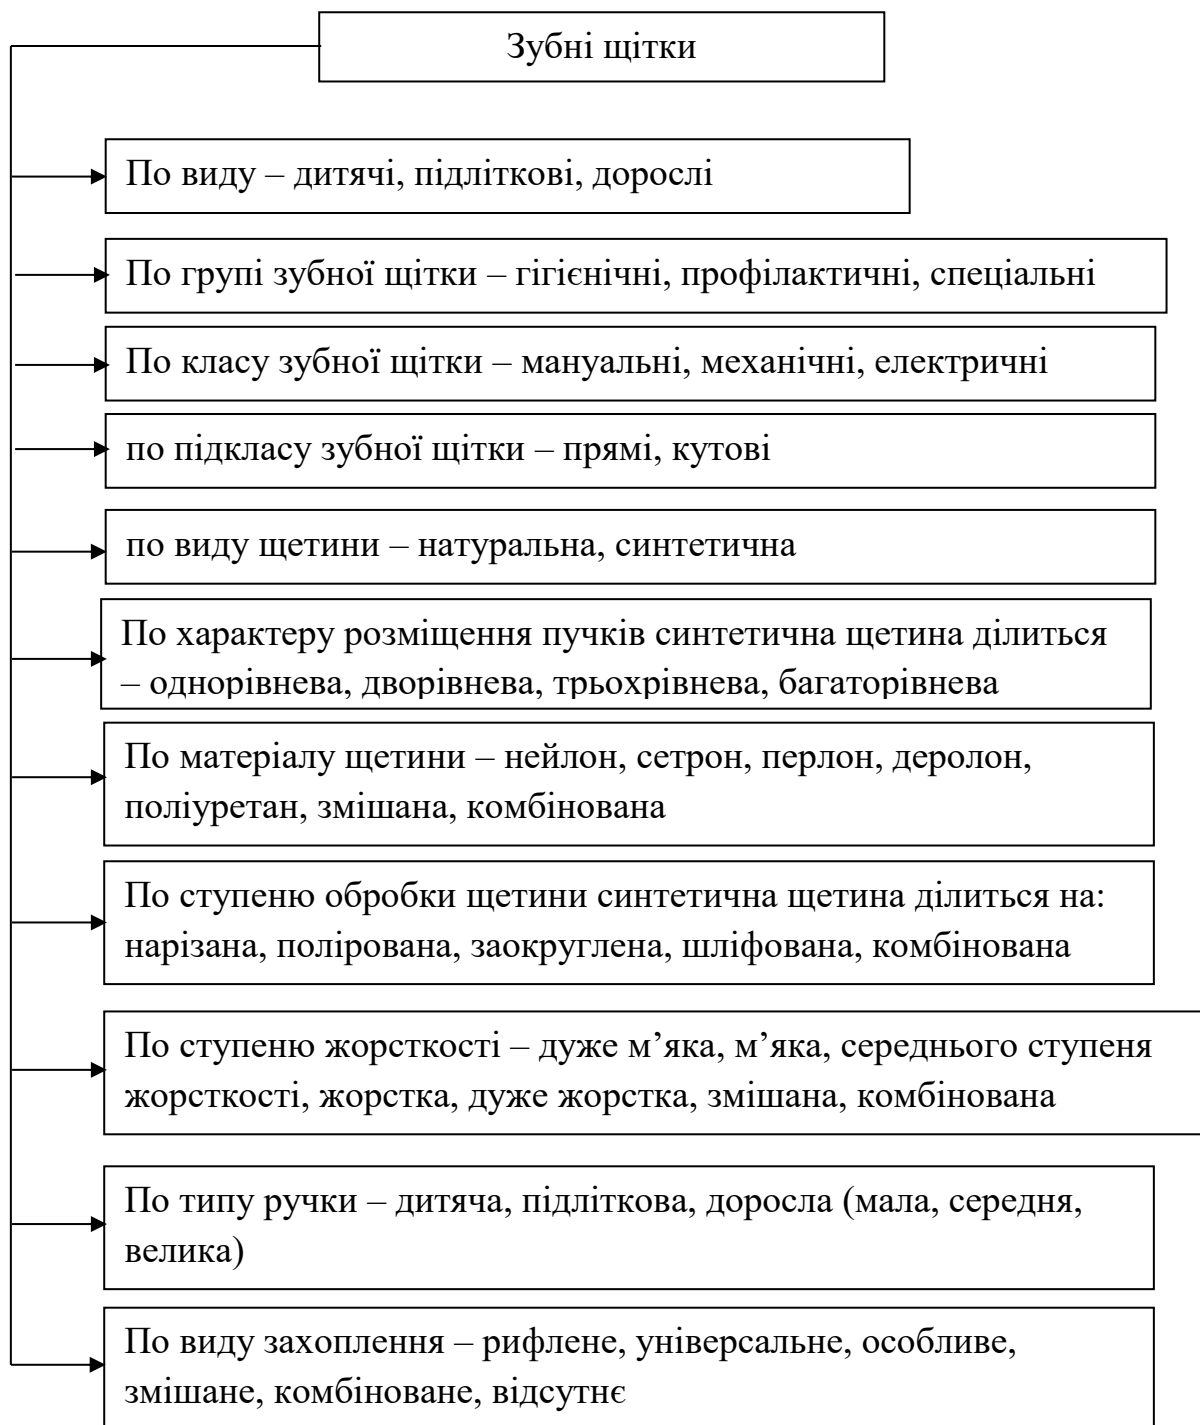 Зубні щітки
По виду – дитячі, підліткові, дорослі
По групі зубної щітки – гігієнічні, профілактичні, спеціальні
По класу зубної щітки – мануальні, механічні, електричні
по підкласу зубної щітки – прямі, кутові
по виду щетини – натуральна, синтетична
По характеру розміщення пучків синтетична щетина ділиться
– однорівнева, дворівнева, трьохрівнева, багаторівнева
По матеріалу щетини – нейлон, сетрон, перлон, деролон,
поліуретан, змішана, комбінована
По ступеню обробки щетини синтетична щетина ділиться на:
нарізана, полірована, заокруглена, шліфована, комбінована
По ступеню жорсткості – дуже м’яка, м’яка, середнього ступеня
жорсткості, жорстка, дуже жорстка, змішана, комбінована
По типу ручки – дитяча, підліткова, доросла (мала, середня,
велика)
По виду захоплення – рифлене, універсальне, особливе,
змішане, комбіноване, відсутнє